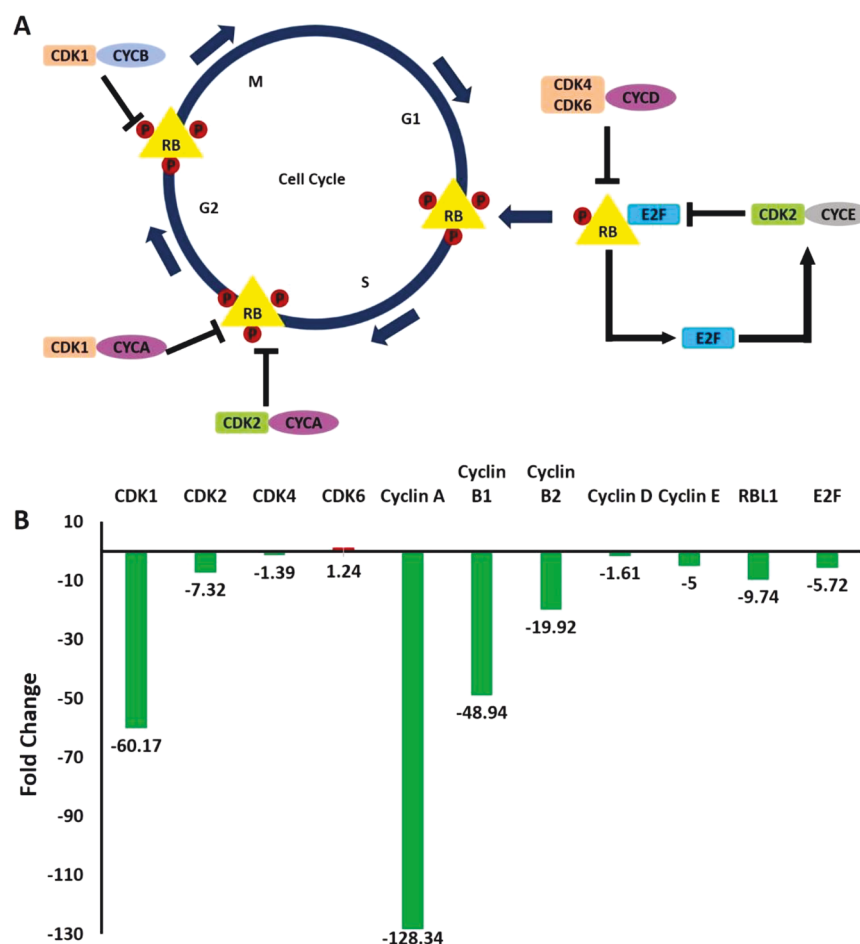 A
CDK1 CYCB
M
G1
CDK4
CDK6
CYCD
P P
RB
P
Cell Cycle
G2
P P
RB
P
P
RB
E2F
CDK2 CYCE
S
P P
RB
P
E2F
CDK1 CYCA
CDK2 CYCA
B
CDK1 CDK2 CDK4 CDK6 Cyclin A Cyclin B1 Cyclin B2 Cyclin D Cyclin E RBL1 E2F
Fold Change
10
-10
-30
-50
-70
-90
-110
-130
-60.17
-7.32
-1.39
1.24
-128.34
-48.94
-19.92
-1.61
-5
-9.74
-5.72